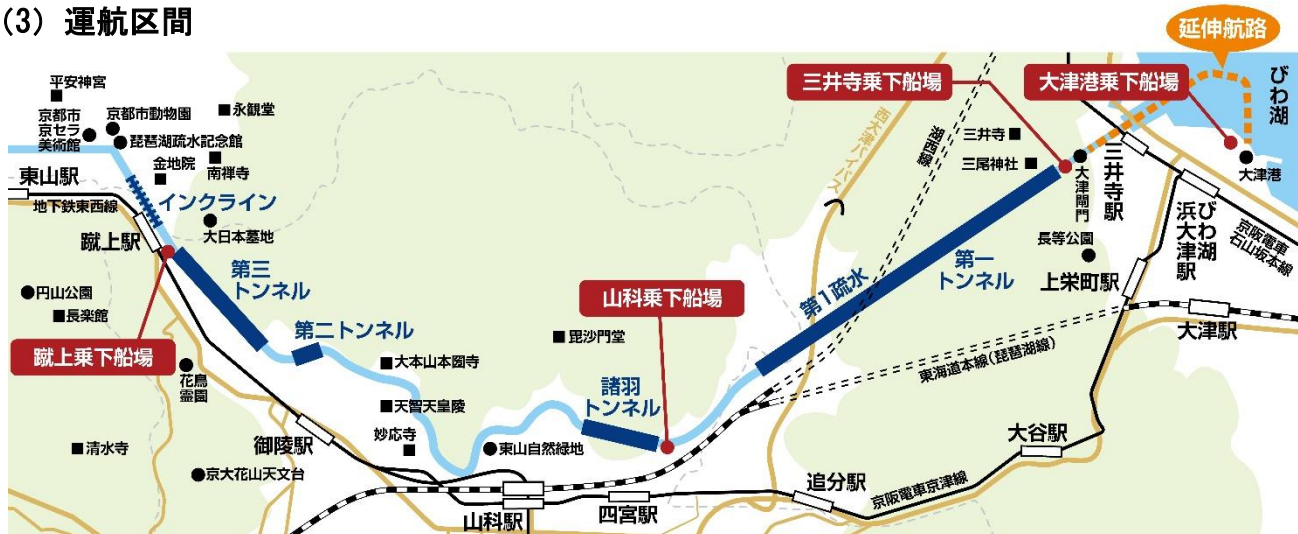 (3) 運航区間
延伸航路
びわ湖
大津港乗下船場
大津港
三井寺乗下船場
三井寺
三尾神社
大津閘門
三井寺駅
びわ湖
浜大津駅
京阪電車
石山坂本線
長等公園
上栄町駅
大津駅
西大津バイパス
湖西線
第一
トンネル
第1疏水
東海道本線(琵琶湖線)
大谷駅
京阪電車京津線
追分駅
四宮駅
山科駅
山科乗下船場
毘沙門堂
諸羽
トンネル
東山自然緑地
妙応寺
天智天皇陵
大本山本圀寺
御陵駅
第二トンネル
第三
トンネル
平安神宮
京都市
京セラ
美術館
京都市動物園
琵琶湖疏水記念館
永観堂
金地院
南禅寺
インクライン
大日本墓地
東山駅
地下鉄東西線
蹴上駅
円山公園
長楽館
蹴上乗下船場
花鳥
霊園
清水寺
京大花山天文台